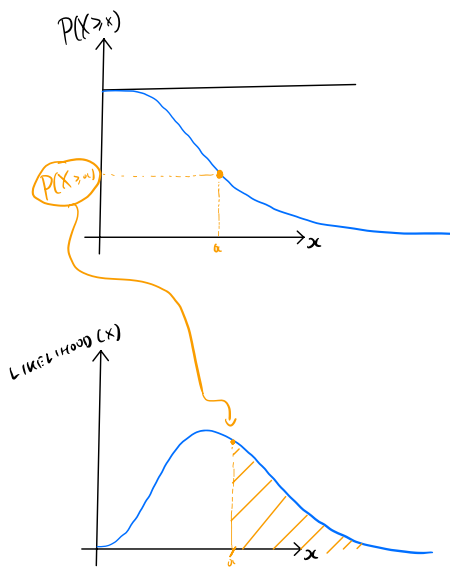 P(X≥x)
P(X≥a)
a
x
LIKELIHOOD(X)
a
x